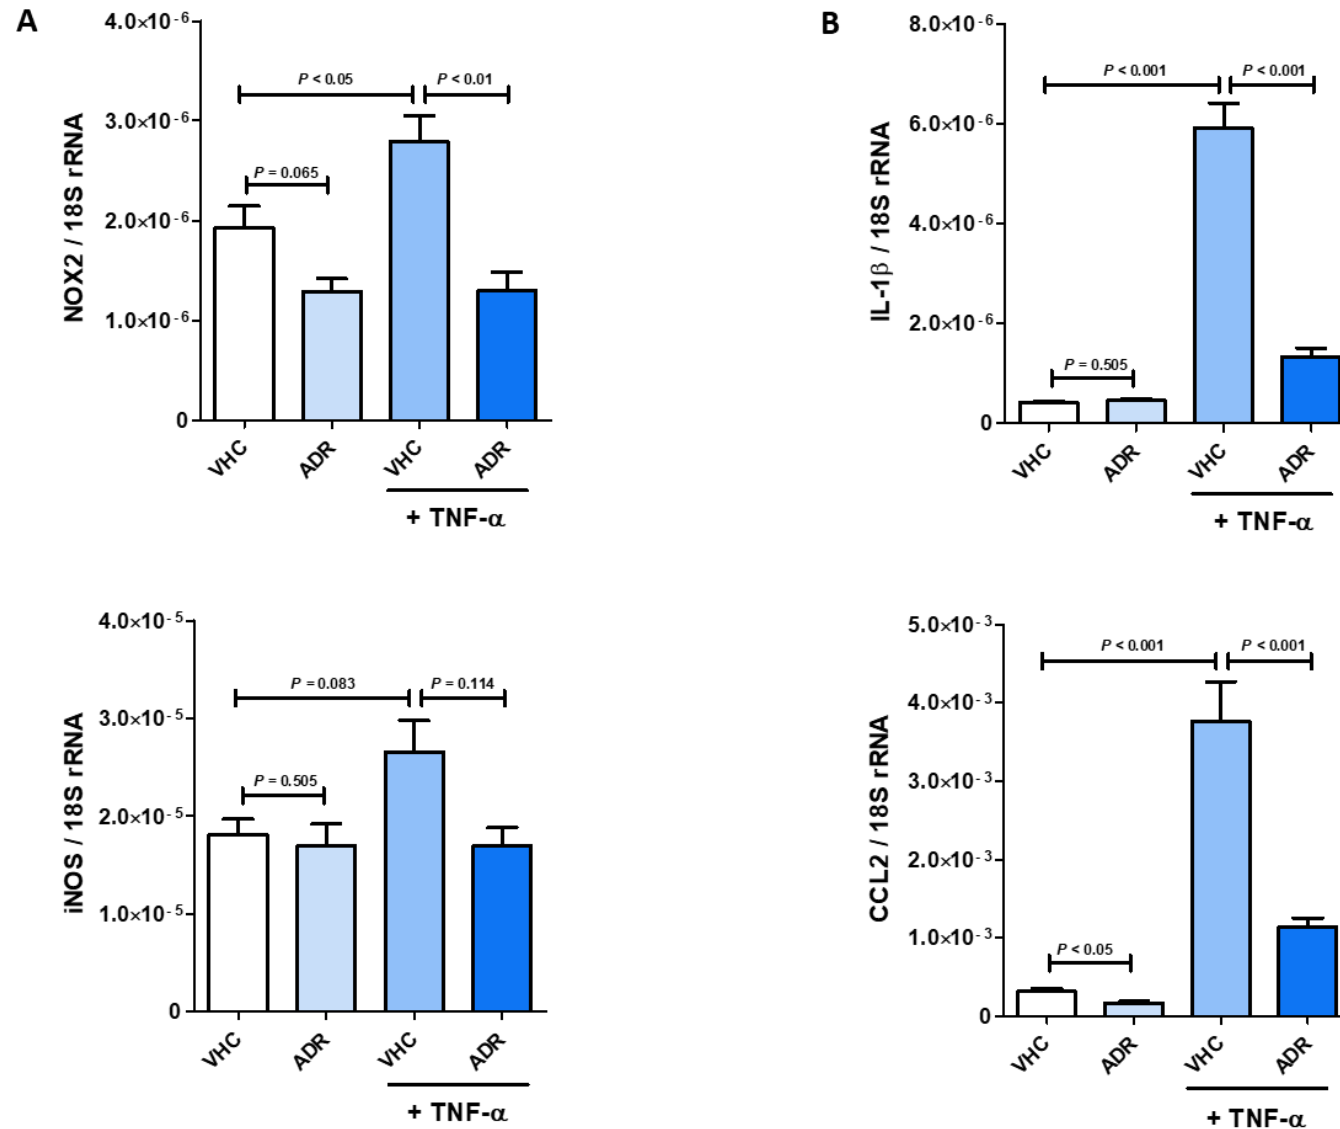 A
NOX2 / 18S rRNA
4.0×10⁻⁶
3.0×10⁻⁶
2.0×10⁻⁶
1.0×10⁻⁶
0
P < 0.05
P < 0.01
P = 0.065
VHC
ADR
VHC
ADR
+ TNF-α
B
IL-1β / 18S rRNA
8.0×10⁻⁶
6.0×10⁻⁶
4.0×10⁻⁶
2.0×10⁻⁶
0
P < 0.001
P < 0.001
P = 0.505
VHC
ADR
VHC
ADR
+ TNF-α
iNOS / 18S rRNA
4.0×10⁻⁵
3.0×10⁻⁵
2.0×10⁻⁵
1.0×10⁻⁵
0
P = 0.083
P = 0.114
P = 0.505
VHC
ADR
VHC
ADR
+ TNF-α
CCL2 / 18S rRNA
5.0×10⁻³
4.0×10⁻³
3.0×10⁻³
2.0×10⁻³
1.0×10⁻³
0
P < 0.001
P < 0.001
P < 0.05
VHC
ADR
VHC
ADR
+ TNF-α